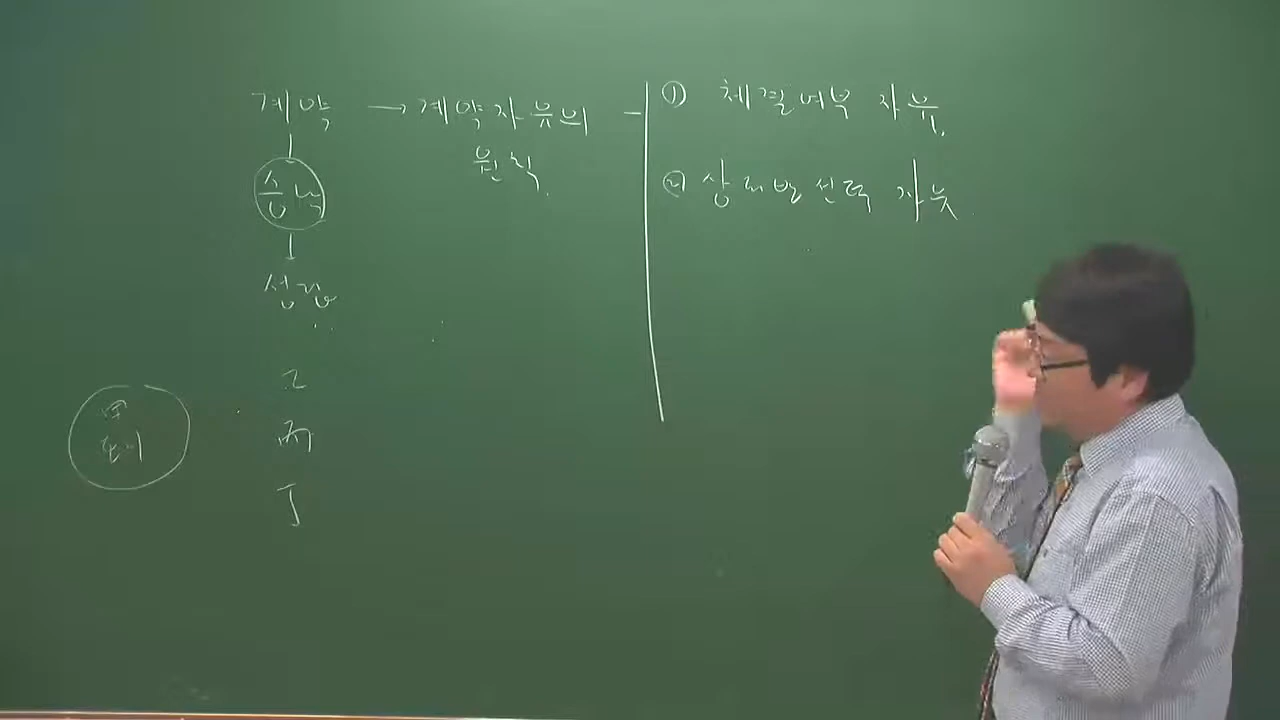 계약 → 계약자유의
원칙.
승낙
성립
乙
丙
丁
甲
① 체결여부 자유.
② 상대방선택 자유.